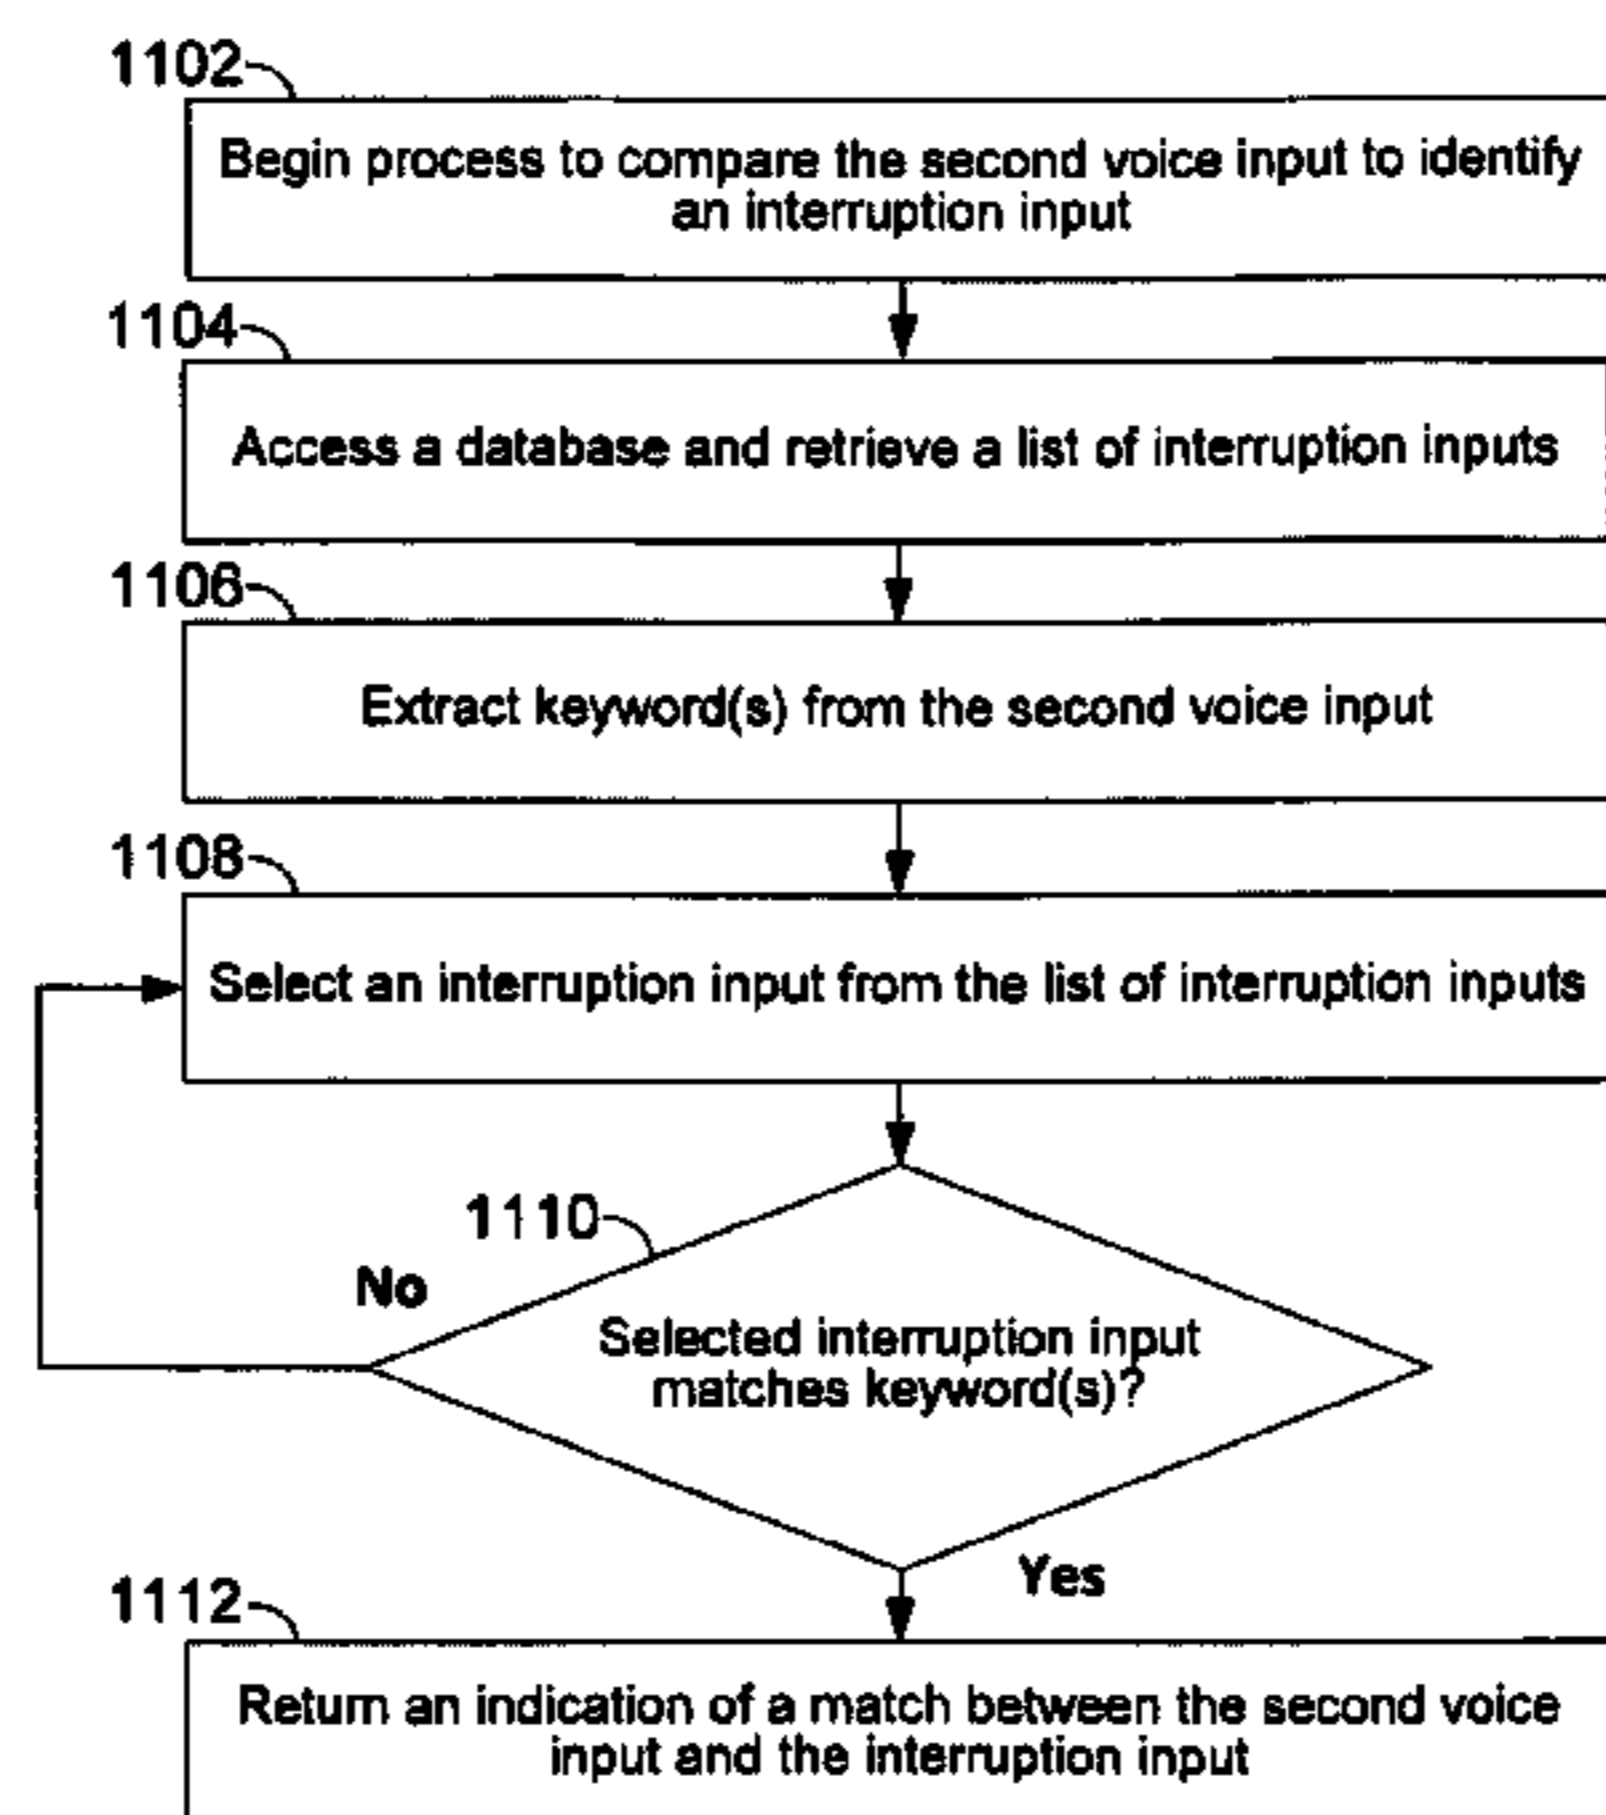 1102
Begin process to compare the second voice input to identify
an interruption input
1104
Access a database and retrieve a list of interruption inputs
1106
Extract keyword(s) from the second voice input
1108
Select an interruption input from the list of interruption inputs
1110
No
Selected interruption input
matches keyword(s)?
Yes
1112
Return an indication of a match between the second voice
input and the interruption input